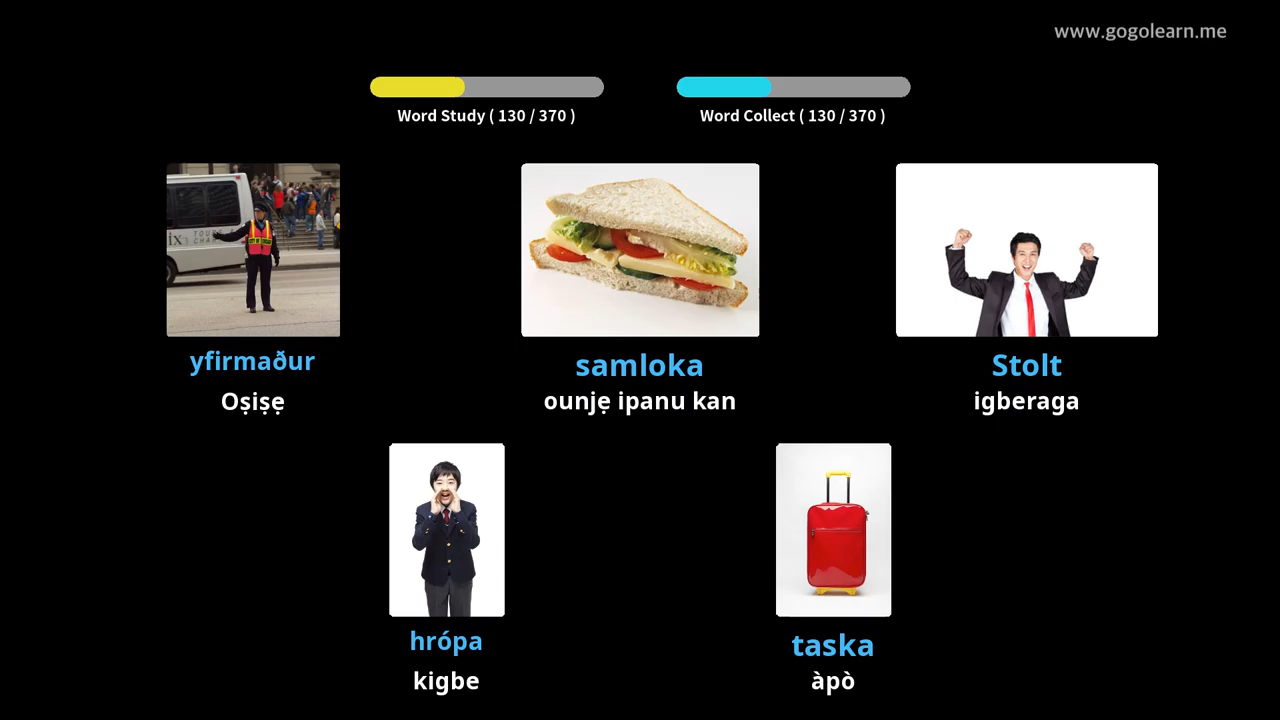 www.gogolearn.me
Word Study ( 130 / 370 )
Word Collect ( 130 / 370 )
yfirmaður
Oṣiṣẹ
samloka
ounjẹ ipanu kan
Stolt
igberaga
hrópa
kigbe
taska
àpò